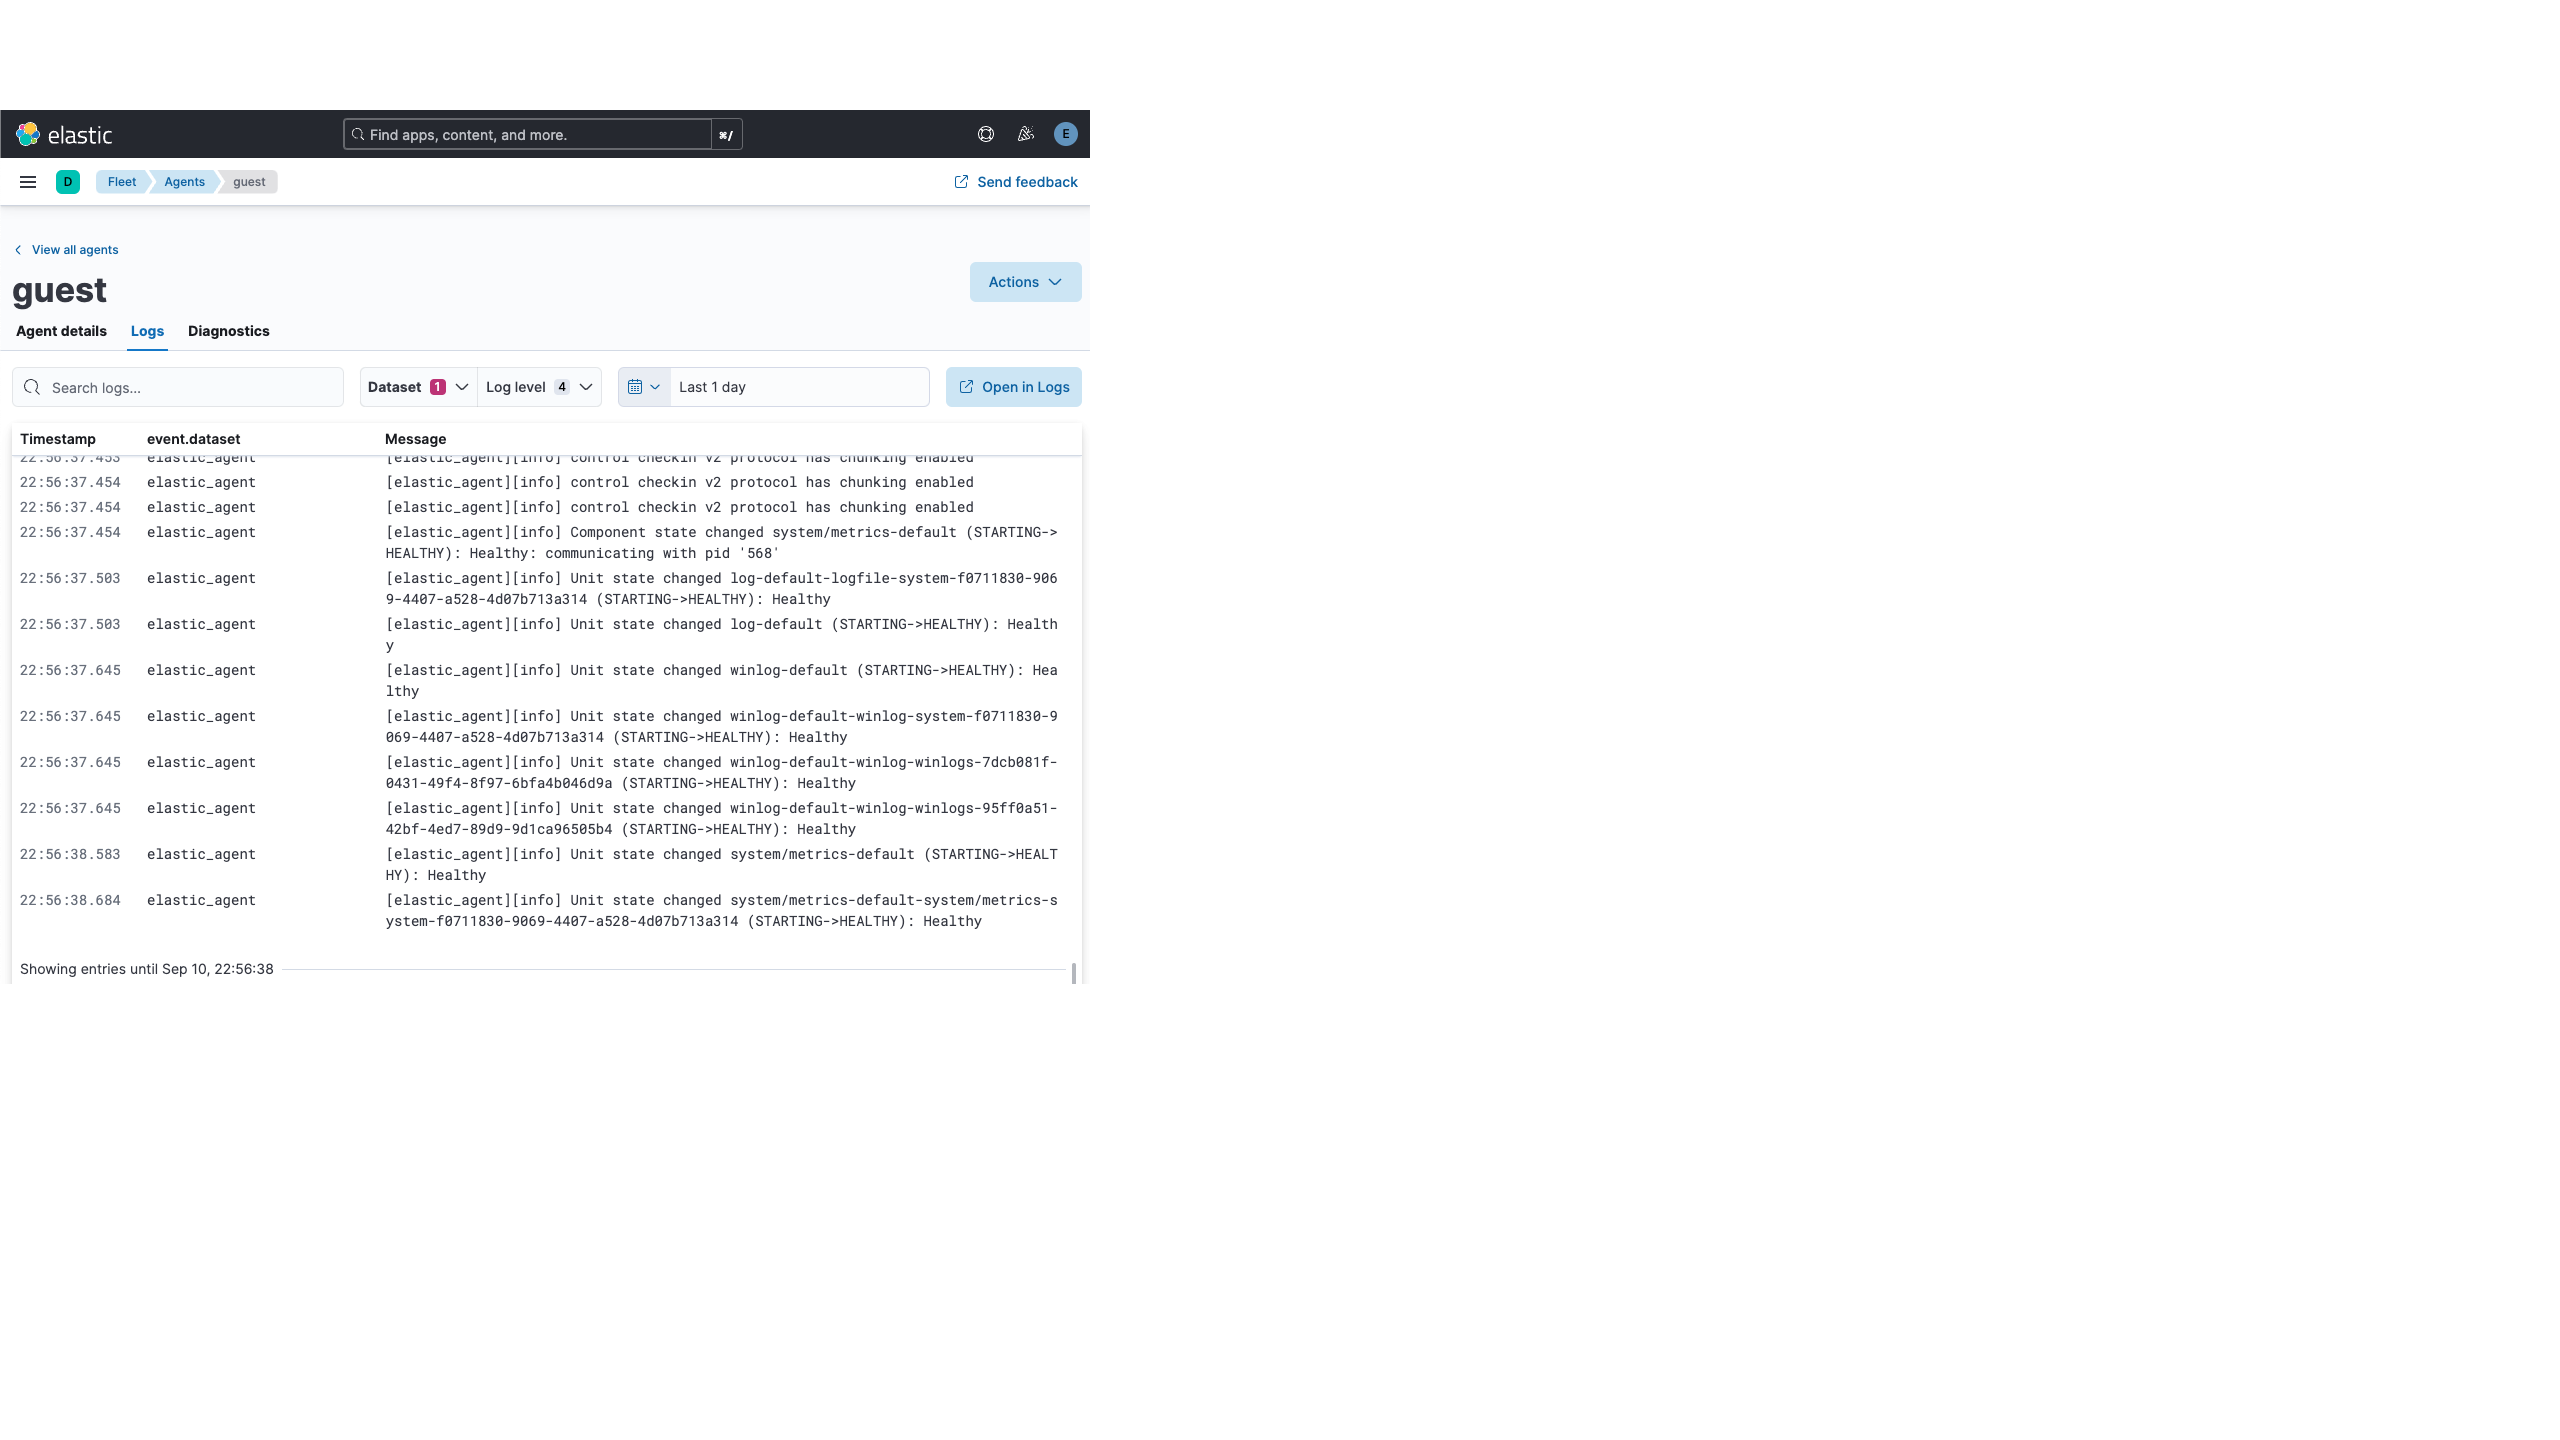 elastic
Find apps, content, and more.
⌘/
E
D
Fleet
Agents
guest
Send feedback
View all agents
guest
Actions
Agent details
Logs
Diagnostics
Search logs...
Dataset 1
Log level 4
Last 1 day
Open in Logs
Timestamp event.dataset Message
22:56:37.453 elastic_agent [elastic_agent][info] control checkin v2 protocol has chunking enabled
22:56:37.454 elastic_agent [elastic_agent][info] control checkin v2 protocol has chunking enabled
22:56:37.454 elastic_agent [elastic_agent][info] control checkin v2 protocol has chunking enabled
22:56:37.454 elastic_agent [elastic_agent][info] Component state changed system/metrics-default (STARTING->
HEALTHY): Healthy: communicating with pid '568'
22:56:37.503 elastic_agent [elastic_agent][info] Unit state changed log-default-logfile-system-f0711830-906
9-4407-a528-4d07b713a314 (STARTING->HEALTHY): Healthy
22:56:37.503 elastic_agent [elastic_agent][info] Unit state changed log-default (STARTING->HEALTHY): Health
y
22:56:37.645 elastic_agent [elastic_agent][info] Unit state changed winlog-default (STARTING->HEALTHY): Hea
lthy
22:56:37.645 elastic_agent [elastic_agent][info] Unit state changed winlog-default-winlog-system-f0711830-9
069-4407-a528-4d07b713a314 (STARTING->HEALTHY): Healthy
22:56:37.645 elastic_agent [elastic_agent][info] Unit state changed winlog-default-winlog-winlogs-7dcb081f-
0431-49f4-8f97-6bfa4b046d9a (STARTING->HEALTHY): Healthy
22:56:37.645 elastic_agent [elastic_agent][info] Unit state changed winlog-default-winlog-winlogs-95ff0a51-
42bf-4ed7-89d9-9d1ca96505b4 (STARTING->HEALTHY): Healthy
22:56:38.583 elastic_agent [elastic_agent][info] Unit state changed system/metrics-default (STARTING->HEALT
HY): Healthy
22:56:38.684 elastic_agent [elastic_agent][info] Unit state changed system/metrics-default-system/metrics-s
ystem-f0711830-9069-4407-a528-4d07b713a314 (STARTING->HEALTHY): Healthy
Showing entries until Sep 10, 22:56:38